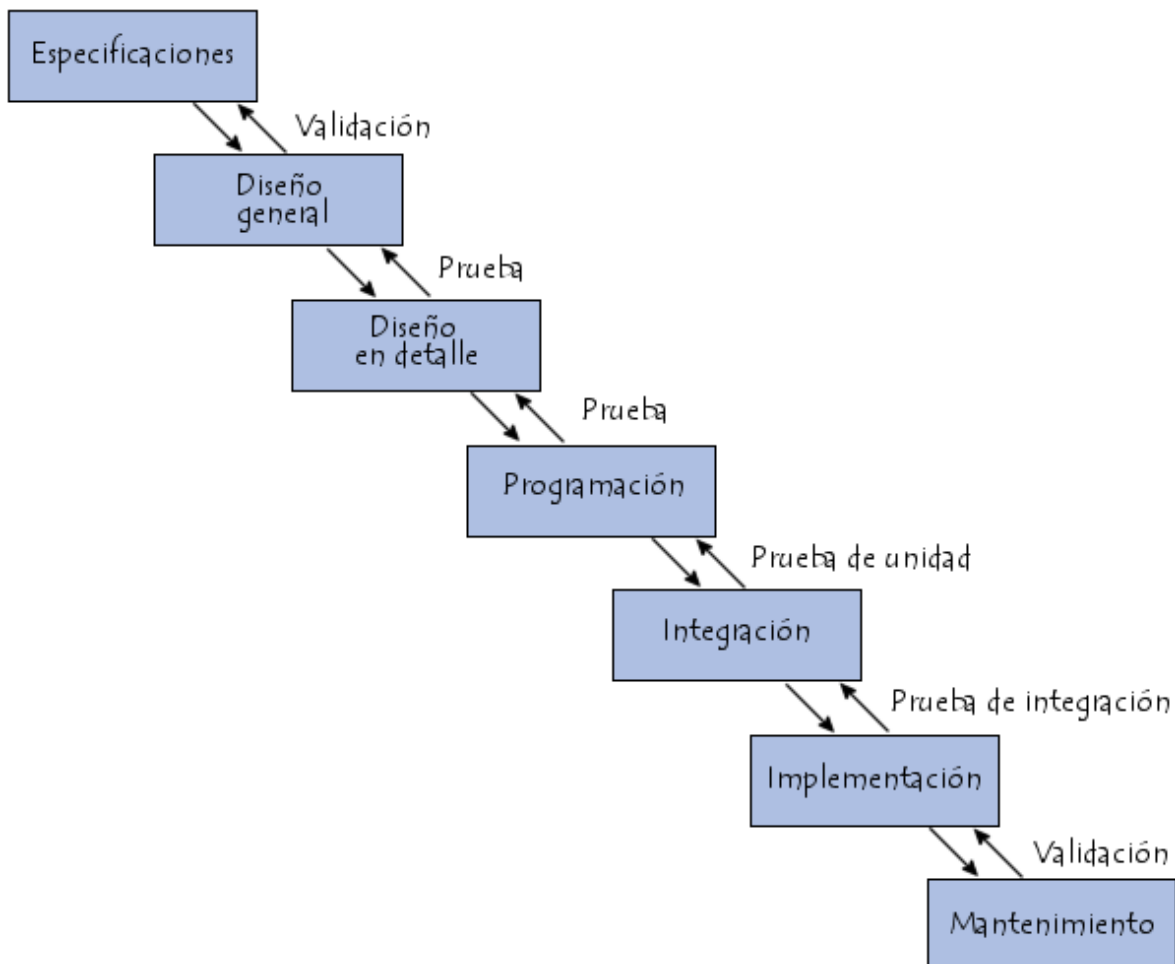 Especificaciones
Validación
Diseño
general
Prueba
Diseño
en detalle
Prueba
Programación
Prueba de unidad
Integración
Prueba de integración
Implementación
Validación
Mantenimiento